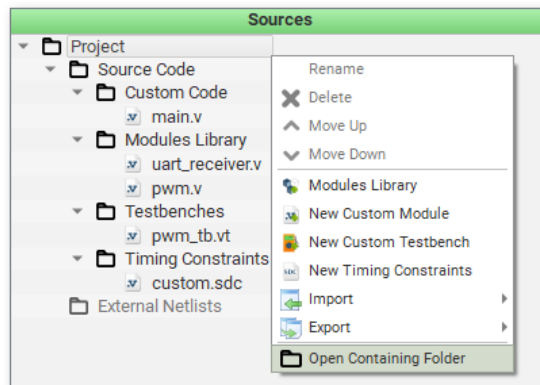 Sources
Project
Source Code
Custom Code
main.v
Modules Library
uart_receiver.v
pwm.v
Testbenches
pwm_tb.vt
Timing Constraints
custom.sdc
External Netlists
Rename
Delete
Move Up
Move Down
Modules Library
New Custom Module
New Custom Testbench
New Timing Constraints
Import
Export
Open Containing Folder